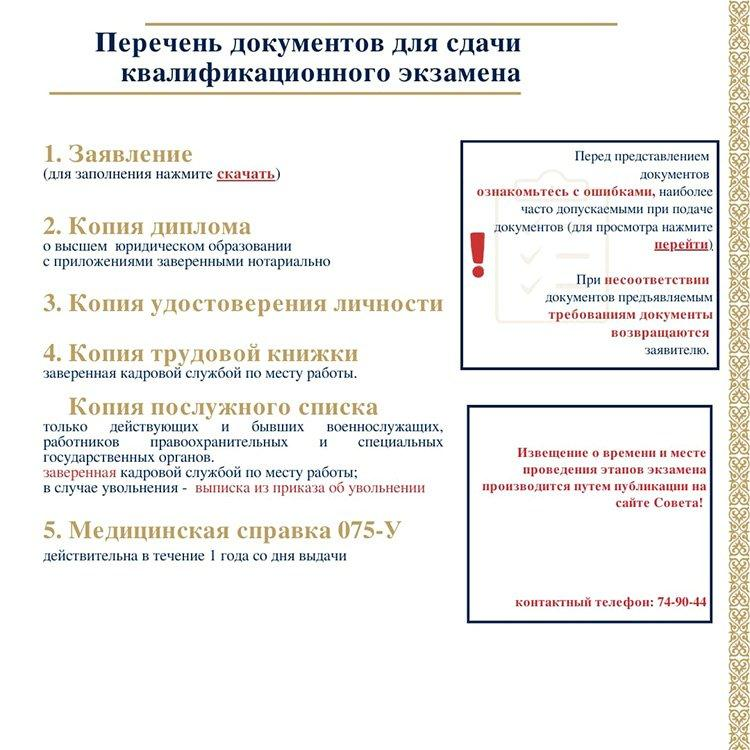 Перечень документов для сдачи
квалификационного экзамена
1. Заявление
(для заполнения нажмите скачать)
2. Копия диплома
о высшем юридическом образовании
с приложениями заверенными нотариально
3. Копия удостоверения личности
4. Копия трудовой книжки
заверенная кадровой службой по месту работы.
Копия послужного списка
только действующих и бывших военнослужащих,
работников правоохранительных и специальных
государственных органов.
заверенная кадровой службой по месту работы;
в случае увольнения - выписка из приказа об увольнении
5. Медицинская справка 075-У
действительна в течение 1 года со дня выдачи
Перед представлением
документов
ознакомьтесь с ошибками, наиболее
часто допускаемыми при подаче
документов (для просмотра нажмите
перейти)
!
При несоответствии
документов предъявляемым
требованиям документы
возвращаются
заявителю.
Извещение о времени и месте
проведения этапов экзамена
производится путем публикации на
сайте Совета!
контактный телефон: 74-90-44